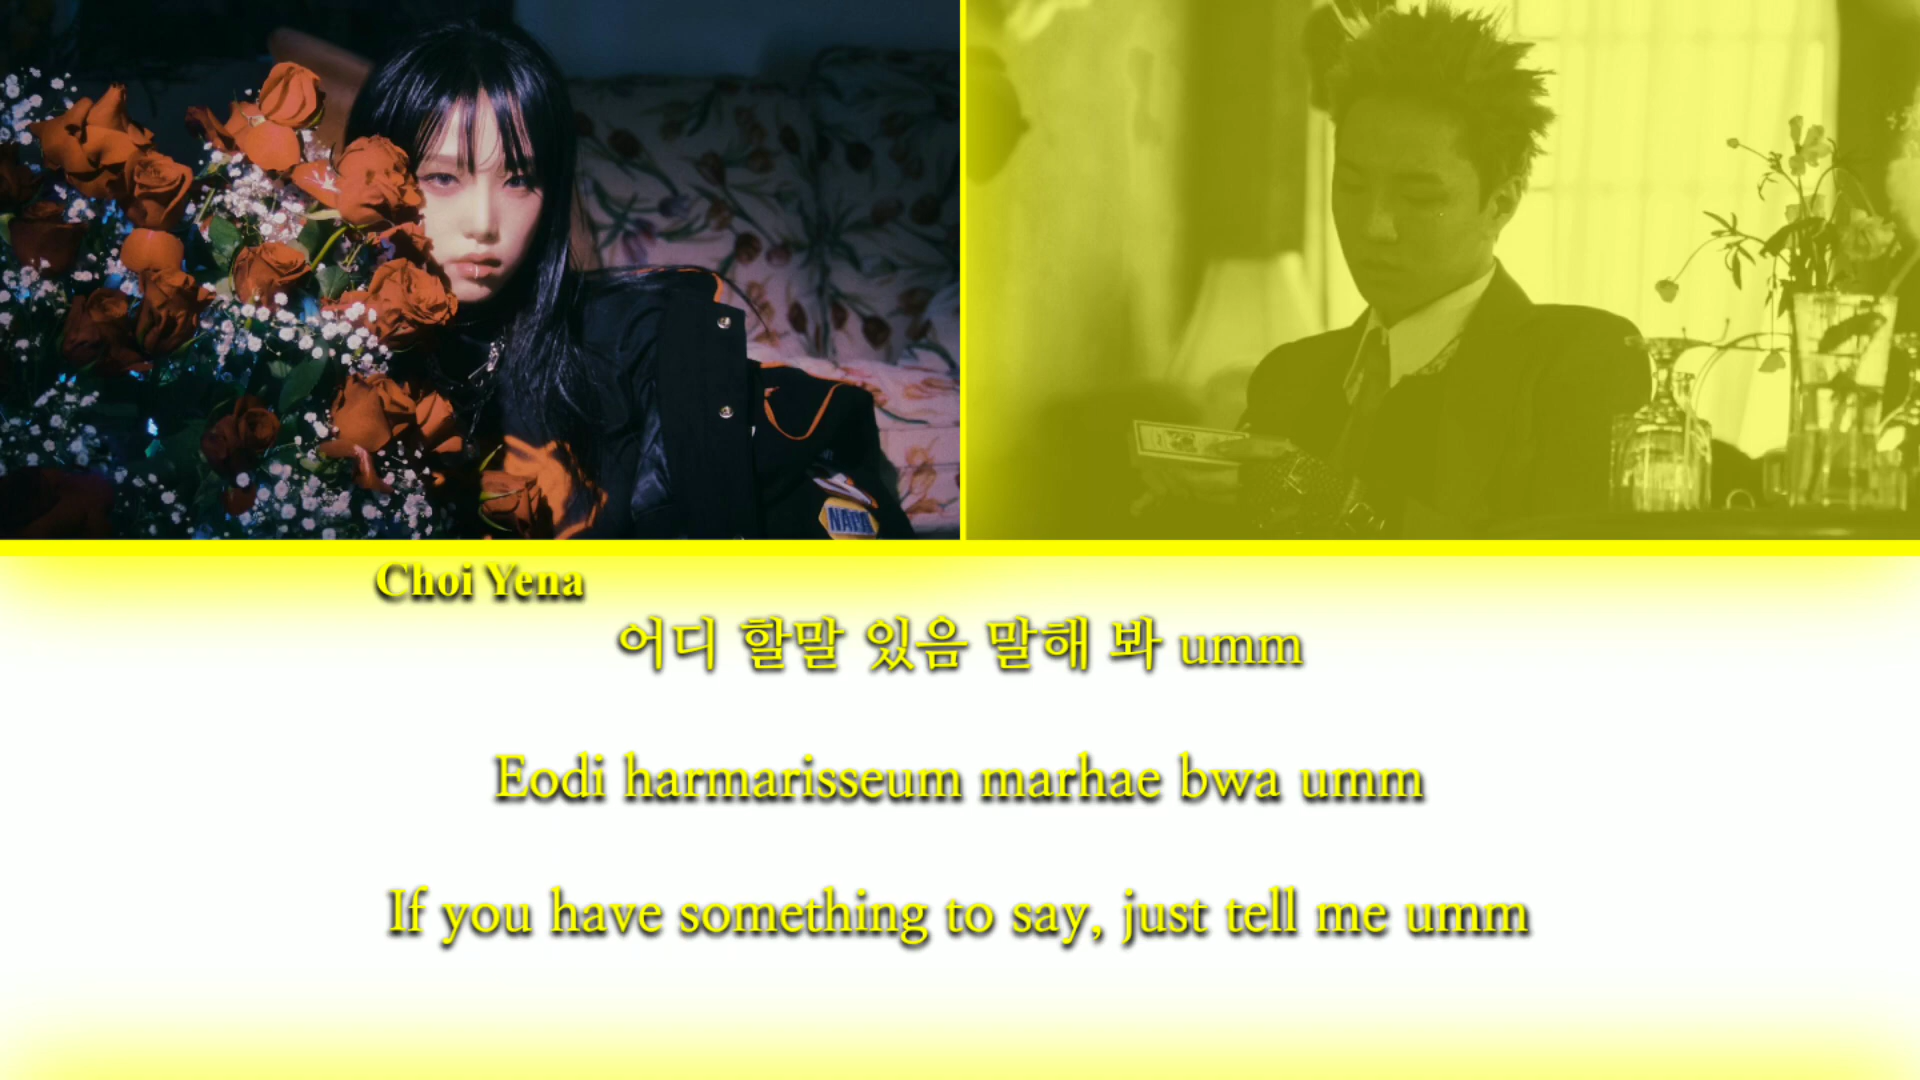 NAPA
Choi Yena
어디 할말 있음 말해 봐 umm
Eodi harmarisseum marhae bwa umm
If you have something to say, just tell me umm